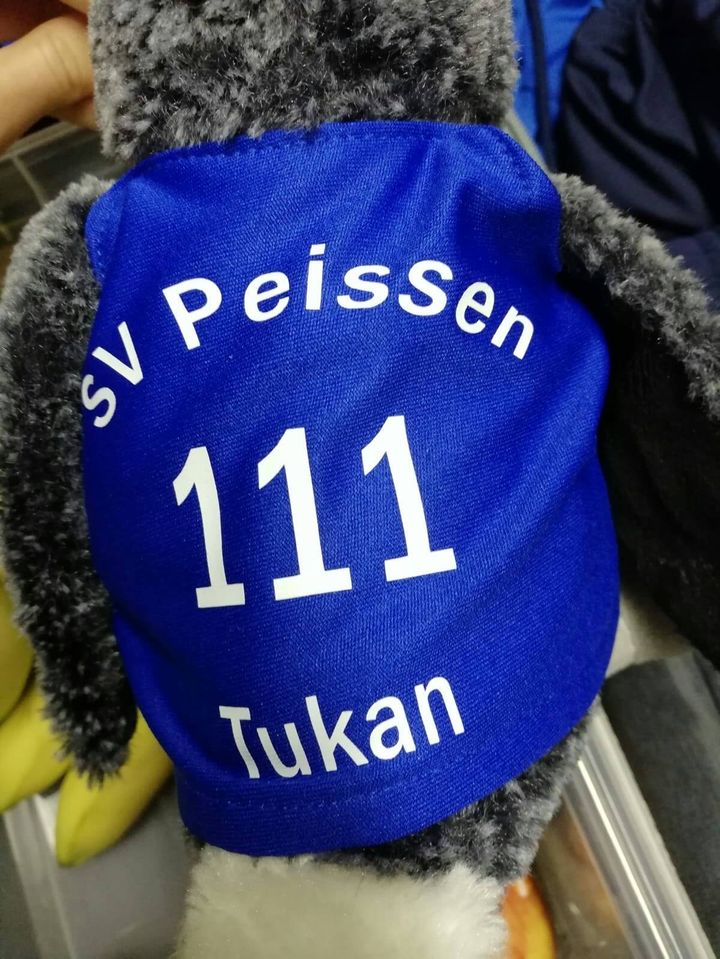 SV Peissen
111
Tukan